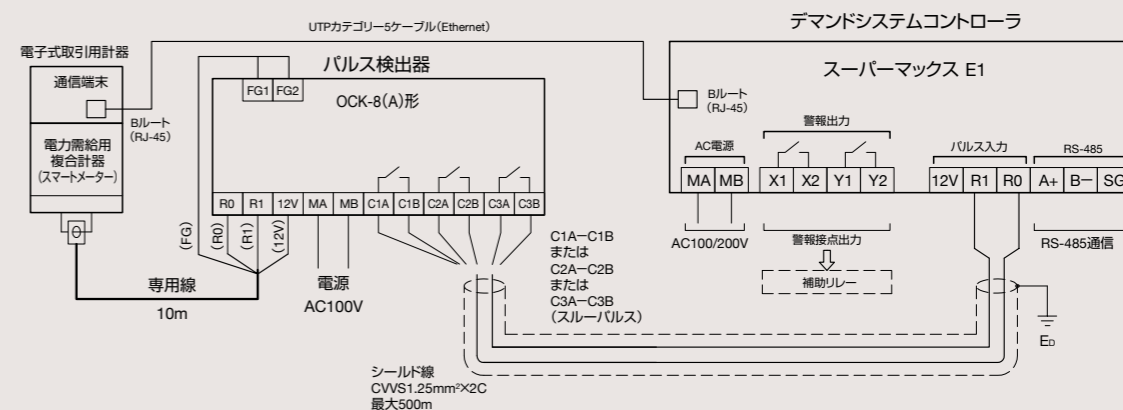 デマンドシステムコントローラ
UTPカテゴリー5ケーブル(Ethernet)
電子式取引用計器
通信端末
Bルート
(RJ-45)
電力需給用
複合計器
(スマートメーター)
パルス検出器
FG1 FG2
OCK-8(A)形
R0 R1 12V MA MB C1A C1B C2A C2B C3A C3B
(FG)
(R0)
(R1)
(12V)
専用線
10m
電源
AC100V
C1A−C1B
または
C2A−C2B
または
C3A−C3B
(スルーパルス)
シールド線
CVVS1.25mm²×2C
最大500m
スーパーマックス E1
Bルート
(RJ-45)
警報出力
AC電源
パルス入力
RS-485
MA MB X1 X2 Y1 Y2 12V R1 R0 A+ B− SG
AC100/200V
警報接点出力
補助リレー
RS-485通信
ED